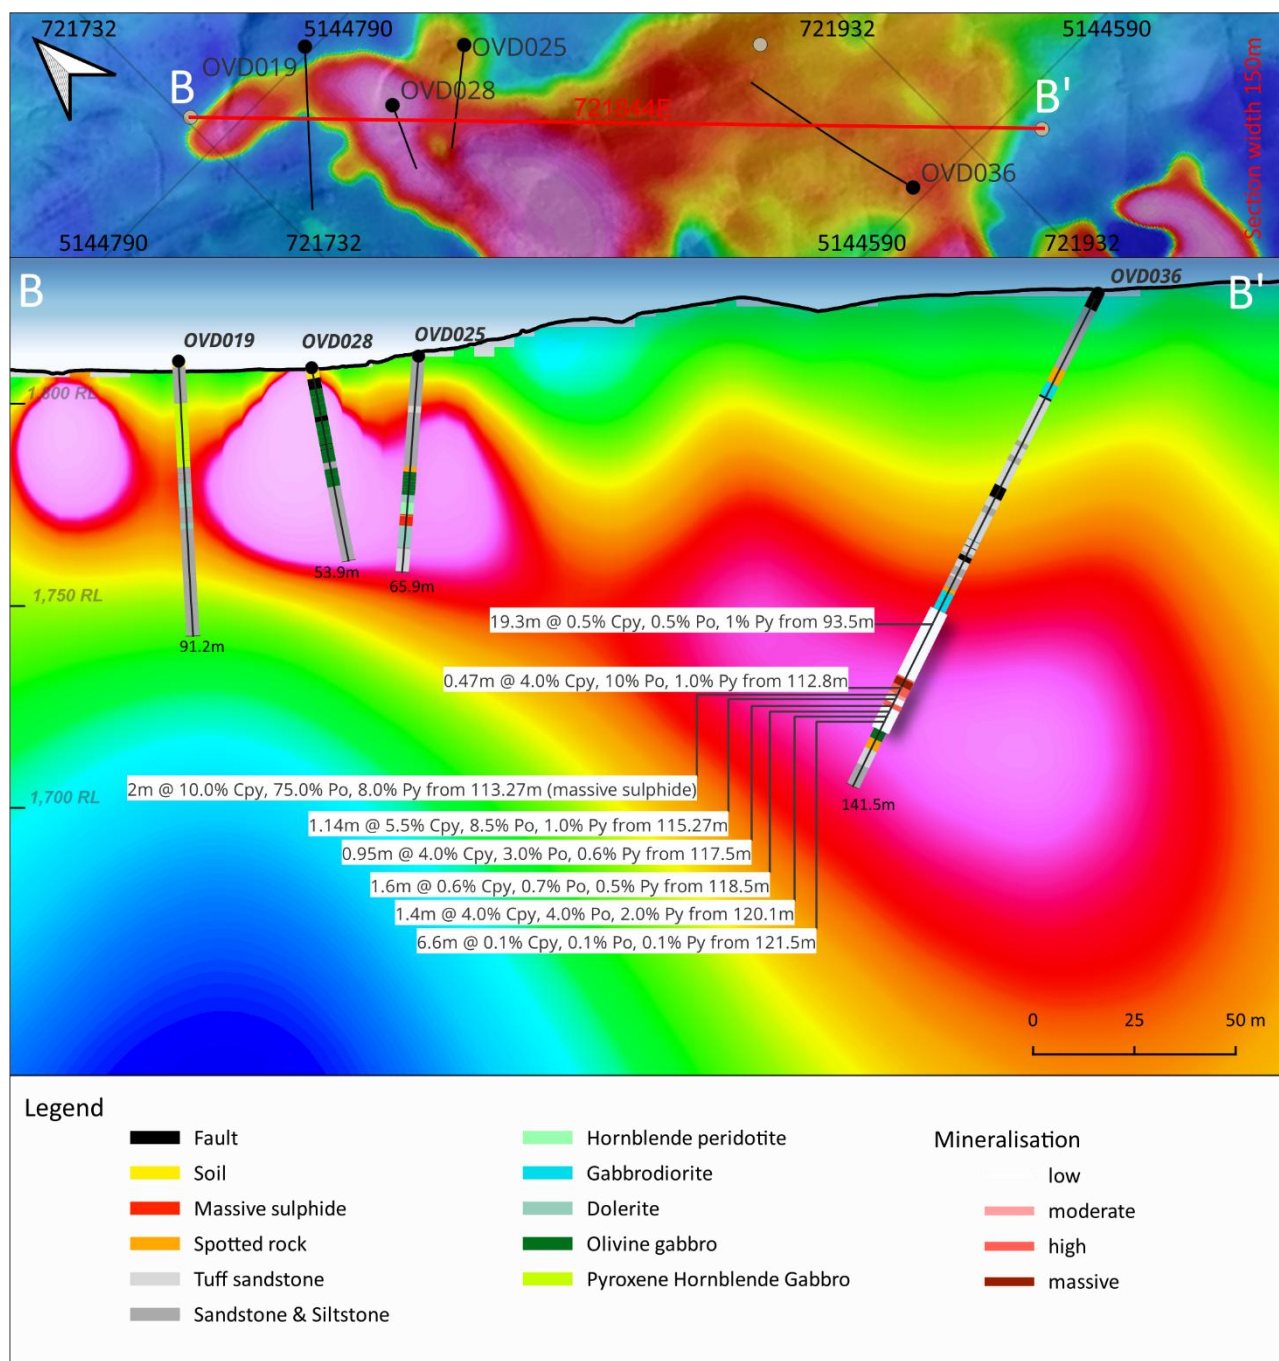 721732
5144790
721932
5144590
OVD019
OVD025
B
OVD028
721844E
B'
OVD036
Section width 150m
5144790
721732
5144590
721932
B
B'
OVD036
OVD019
OVD028
OVD025
1,800 RL
53.9m
65.9m
1,750 RL
91.2m
19.3m @ 0.5% Cpy, 0.5% Po, 1% Py from 93.5m
0.47m @ 4.0% Cpy, 10% Po, 1.0% Py from 112.8m
2m @ 10.0% Cpy, 75.0% Po, 8.0% Py from 113.27m (massive sulphide)
1,700 RL
141.5m
1.14m @ 5.5% Cpy, 8.5% Po, 1.0% Py from 115.27m
0.95m @ 4.0% Cpy, 3.0% Po, 0.6% Py from 117.5m
1.6m @ 0.6% Cpy, 0.7% Po, 0.5% Py from 118.5m
1.4m @ 4.0% Cpy, 4.0% Po, 2.0% Py from 120.1m
6.6m @ 0.1% Cpy, 0.1% Po, 0.1% Py from 121.5m
0 25 50 m
Legend
Fault
Soil
Massive sulphide
Spotted rock
Tuff sandstone
Sandstone & Siltstone
Hornblende peridotite
Gabbrodiorite
Dolerite
Olivine gabbro
Pyroxene Hornblende Gabbro
Mineralisation
low
moderate
high
massive